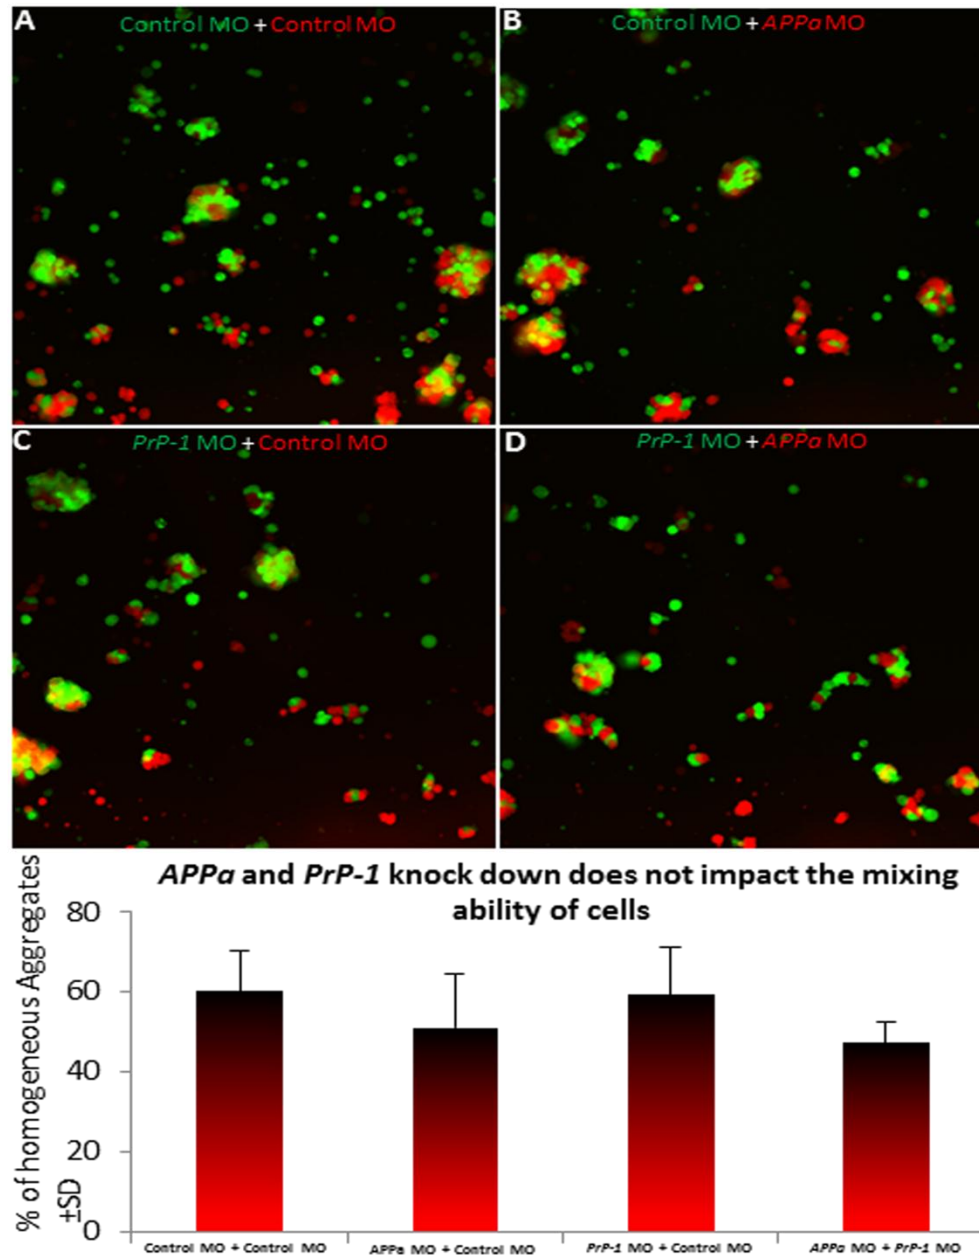 A
Control MO + Control MO
B
Control MO + APPa MO
C
PrP-1 MO + Control MO
D
PrP-1 MO + APPa MO
APPa and PrP-1 knock down does not impact the mixing
ability of cells
% of homogeneous Aggregates
±SD
80
60
40
20
0
Control MO + Control MO
APPa MO + Control MO
PrP-1 MO + Control MO
APPa MO + PrP-1 MO